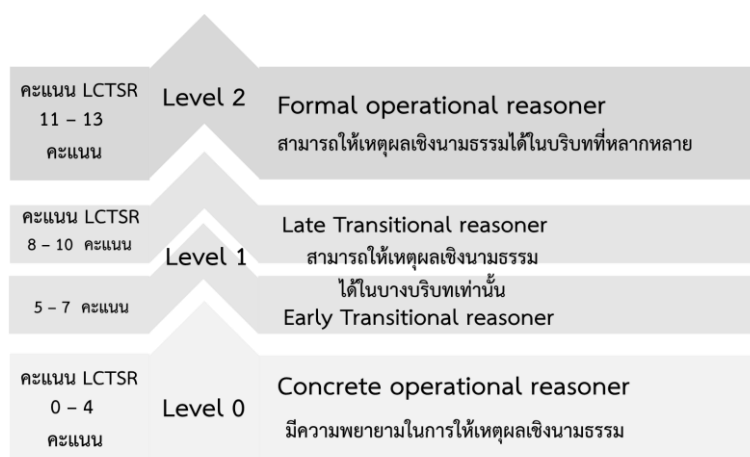 คะแนน LCTSR
11 – 13
คะแนน
Level 2
Formal operational reasoner
สามารถให้เหตุผลเชิงนามธรรมได้ในบริบทที่หลากหลาย
คะแนน LCTSR
8 – 10 คะแนน
Late Transitional reasoner
สามารถให้เหตุผลเชิงนามธรรม
Level 1
ได้ในบางบริบทเท่านั้น
5 – 7 คะแนน
Early Transitional reasoner
คะแนน LCTSR
0 – 4
คะแนน
Level 0
Concrete operational reasoner
มีความพยายามในการให้เหตุผลเชิงนามธรรม